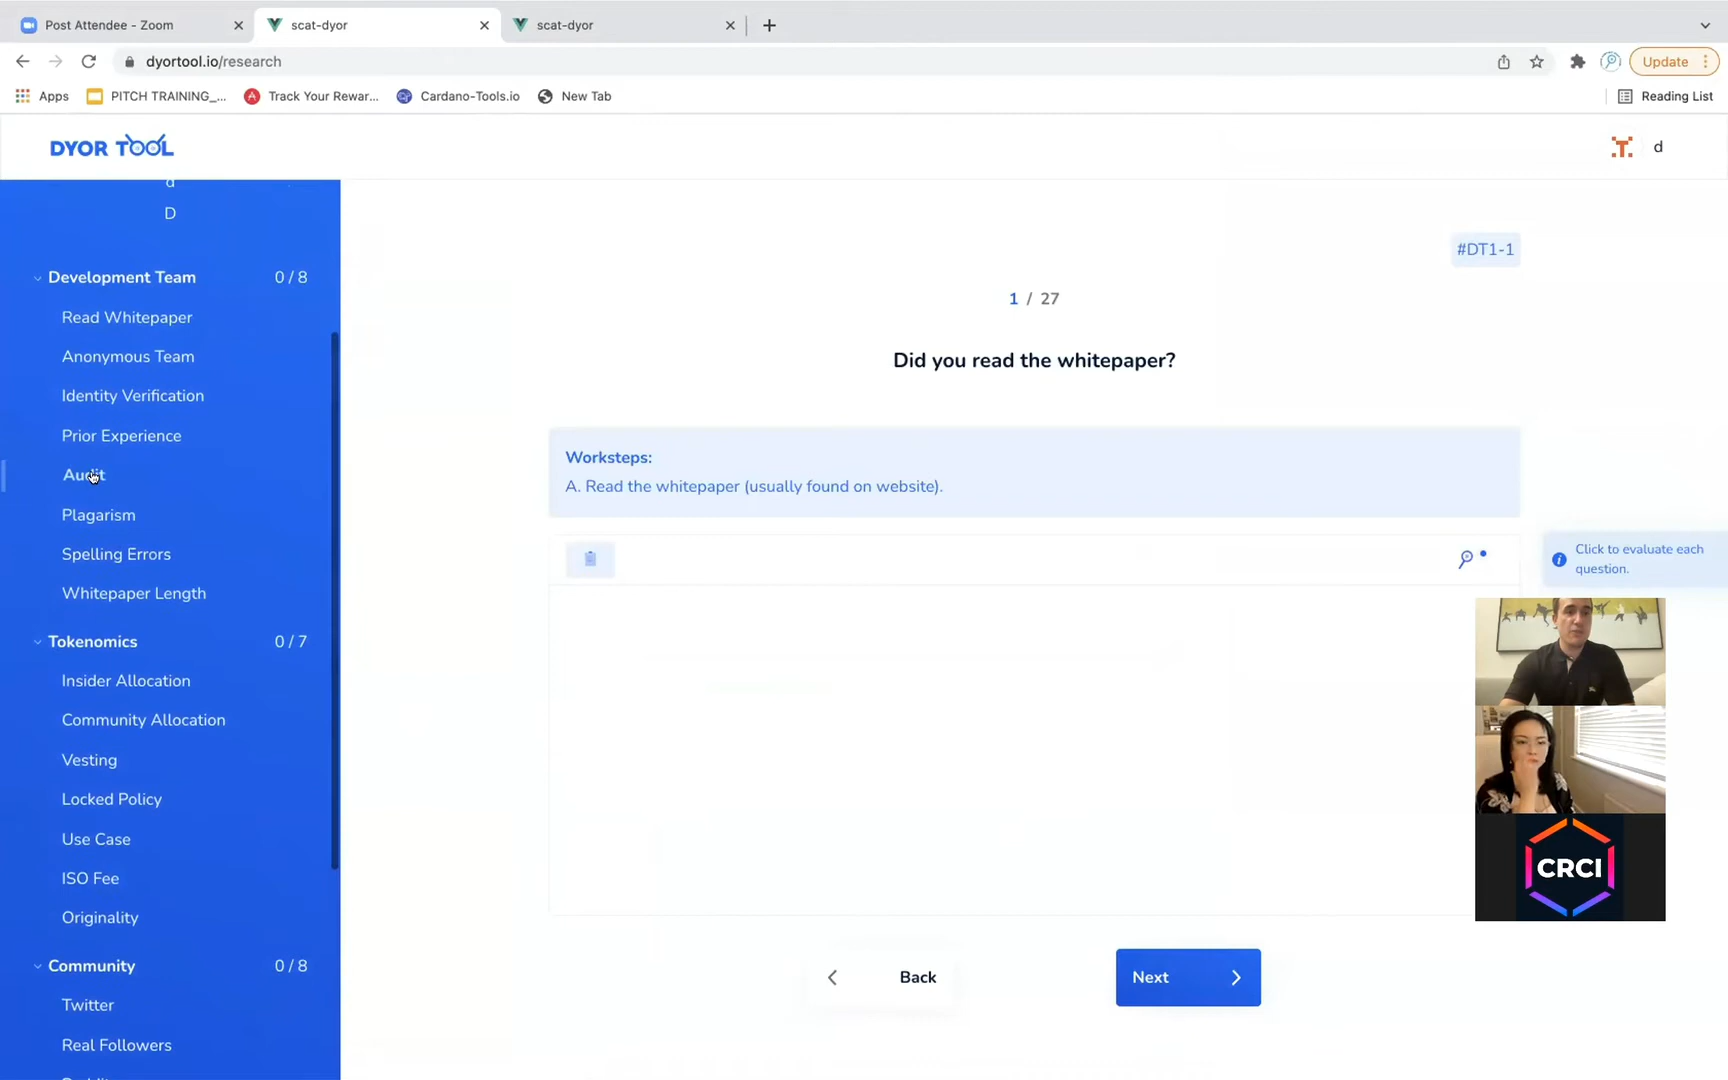 Post Attendee - Zoom
scat-dyor
scat-dyor
dyortool.io/research
Update
Apps
PITCH TRAINING_...
Track Your Rewar...
Cardano-Tools.io
New Tab
Reading List
DYOR TOOL
d
d
D
Development Team 0 / 8
Read Whitepaper
Anonymous Team
Identity Verification
Prior Experience
Audit
Plagarism
Spelling Errors
Whitepaper Length
Tokenomics 0 / 7
Insider Allocation
Community Allocation
Vesting
Locked Policy
Use Case
ISO Fee
Originality
Community 0 / 8
Twitter
Real Followers
#DT1-1
1 / 27
Did you read the whitepaper?
Worksteps:
A. Read the whitepaper (usually found on website).
Click to evaluate each
question.
CRCI
Back
Next